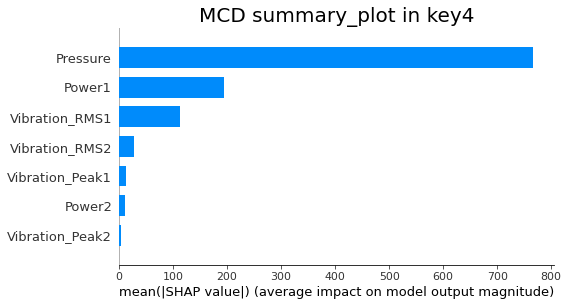 MCD summary_plot in key4
Pressure
Power1
Vibration_RMS1
Vibration_RMS2
Vibration_Peak1
Power2
Vibration_Peak2
0 100 200 300 400 500 600 700 800
mean(|SHAP value|) (average impact on model output magnitude)